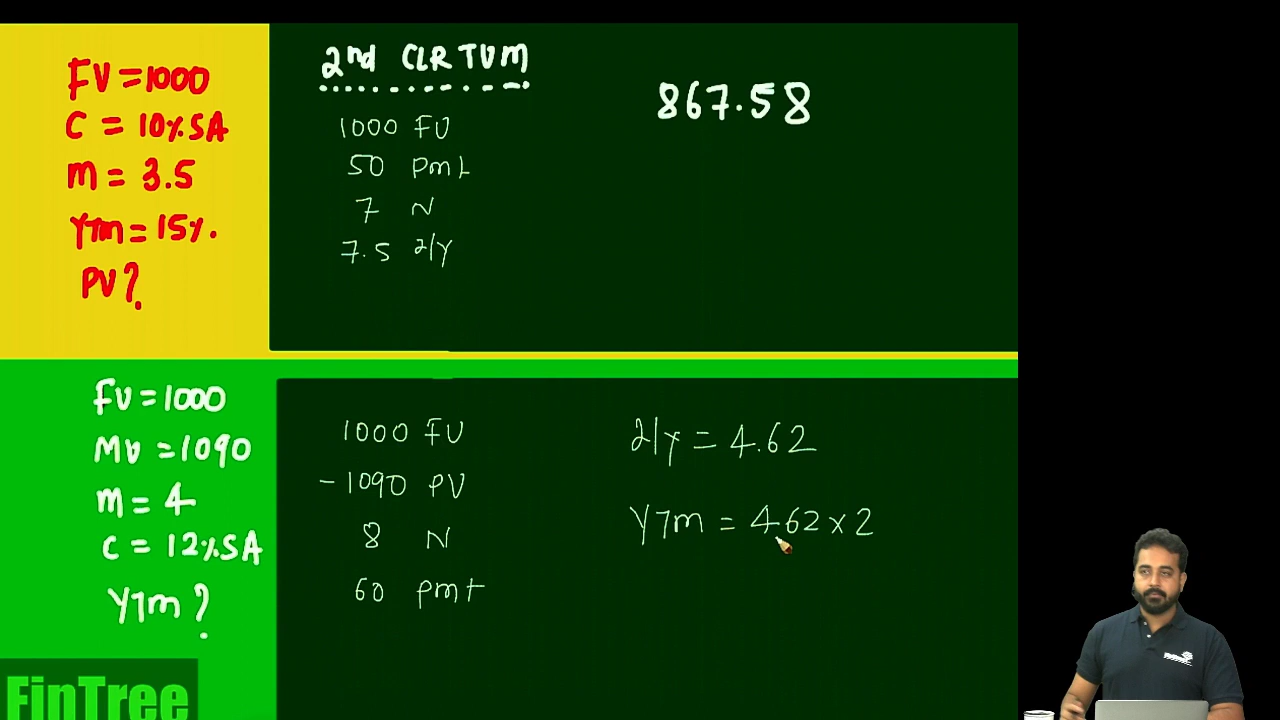 FV = 1000
C = 10% SA
m = 3.5
YTM = 15%.
PV?
2nd CLR TVM
1000 FV
50 pmt
7 N
7.5 I/Y
867.58
FV = 1000
MV = 1090
m = 4
C = 12% SA
YTM?
1000 FV
-1090 PV
8 N
60 pmt
I/Y = 4.62
YTM = 4.62 x 2
FinTree